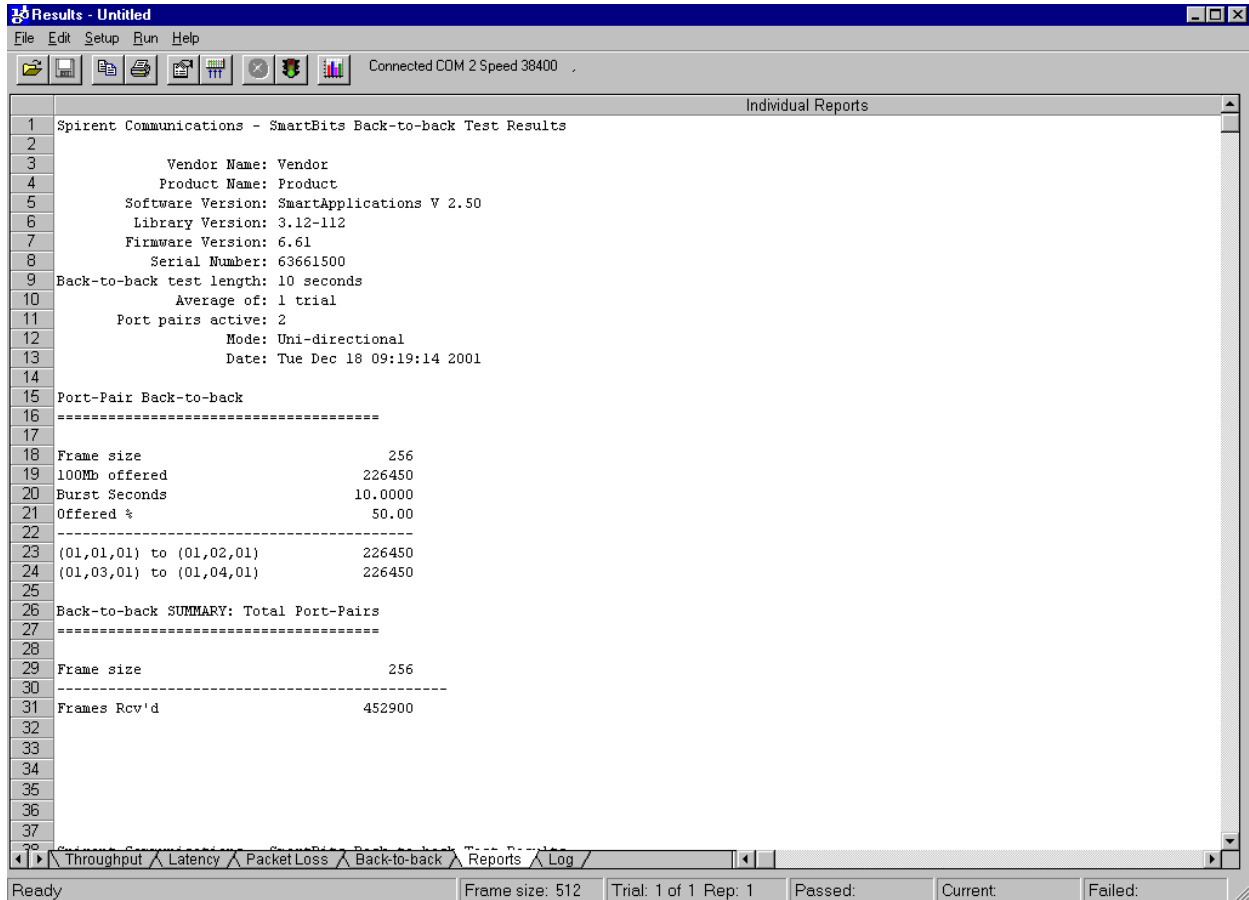 Results - Untitled
File Edit Setup Run Help
Connected COM 2 Speed 38400 ,
Individual Reports
1 Spirent Communications - SmartBits Back-to-back Test Results
2
3 Vendor Name: Vendor
4 Product Name: Product
5 Software Version: SmartApplications V 2.50
6 Library Version: 3.12-112
7 Firmware Version: 6.61
8 Serial Number: 63661500
9 Back-to-back test length: 10 seconds
10 Average of: 1 trial
11 Port pairs active: 2
12 Mode: Uni-directional
13 Date: Tue Dec 18 09:19:14 2001
14
15 Port-Pair Back-to-back
16 ======================================
17
18 Frame size 256
19 100Mb offered 226450
20 Burst Seconds 10.0000
21 Offered % 50.00
22 ------------------------------------------
23 (01,01,01) to (01,02,01) 226450
24 (01,03,01) to (01,04,01) 226450
25
26 Back-to-back SUMMARY: Total Port-Pairs
27 ======================================
28
29 Frame size 256
30 ----------------------------------------------
31 Frames Rcv'd 452900
32
33
34
35
36
37
38 Spirent Communications - SmartBits Back-to-back Test Results
Throughput Latency Packet Loss Back-to-back Reports Log
Ready Frame size: 512 Trial: 1 of 1 Rep: 1 Passed: Current: Failed: